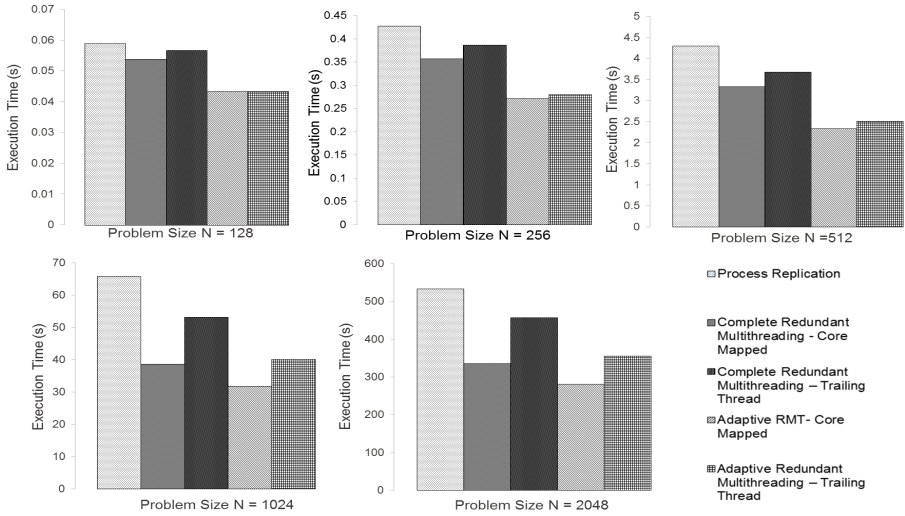 Execution Time (s)
0.07
0.06
0.05
0.04
0.03
0.02
0.01
0
Problem Size N = 128
Execution Time (s)
0.45
0.4
0.35
0.3
0.25
0.2
0.15
0.1
0.05
0
Problem Size N = 256
Execution Time (s)
5
4.5
4
3.5
3
2.5
2
1.5
1
0.5
0
Problem Size N =512
Execution Time (s)
70
60
50
40
30
20
10
0
Problem Size N = 1024
Execution Time (s)
600
500
400
300
200
100
0
Problem Size N = 2048
Process Replication
Complete Redundant
Multithreading - Core
Mapped
Complete Redundant
Multithreading – Trailing
Thread
Adaptive RMT- Core
Mapped
Adaptive Redundant
Multithreading – Trailing
Thread